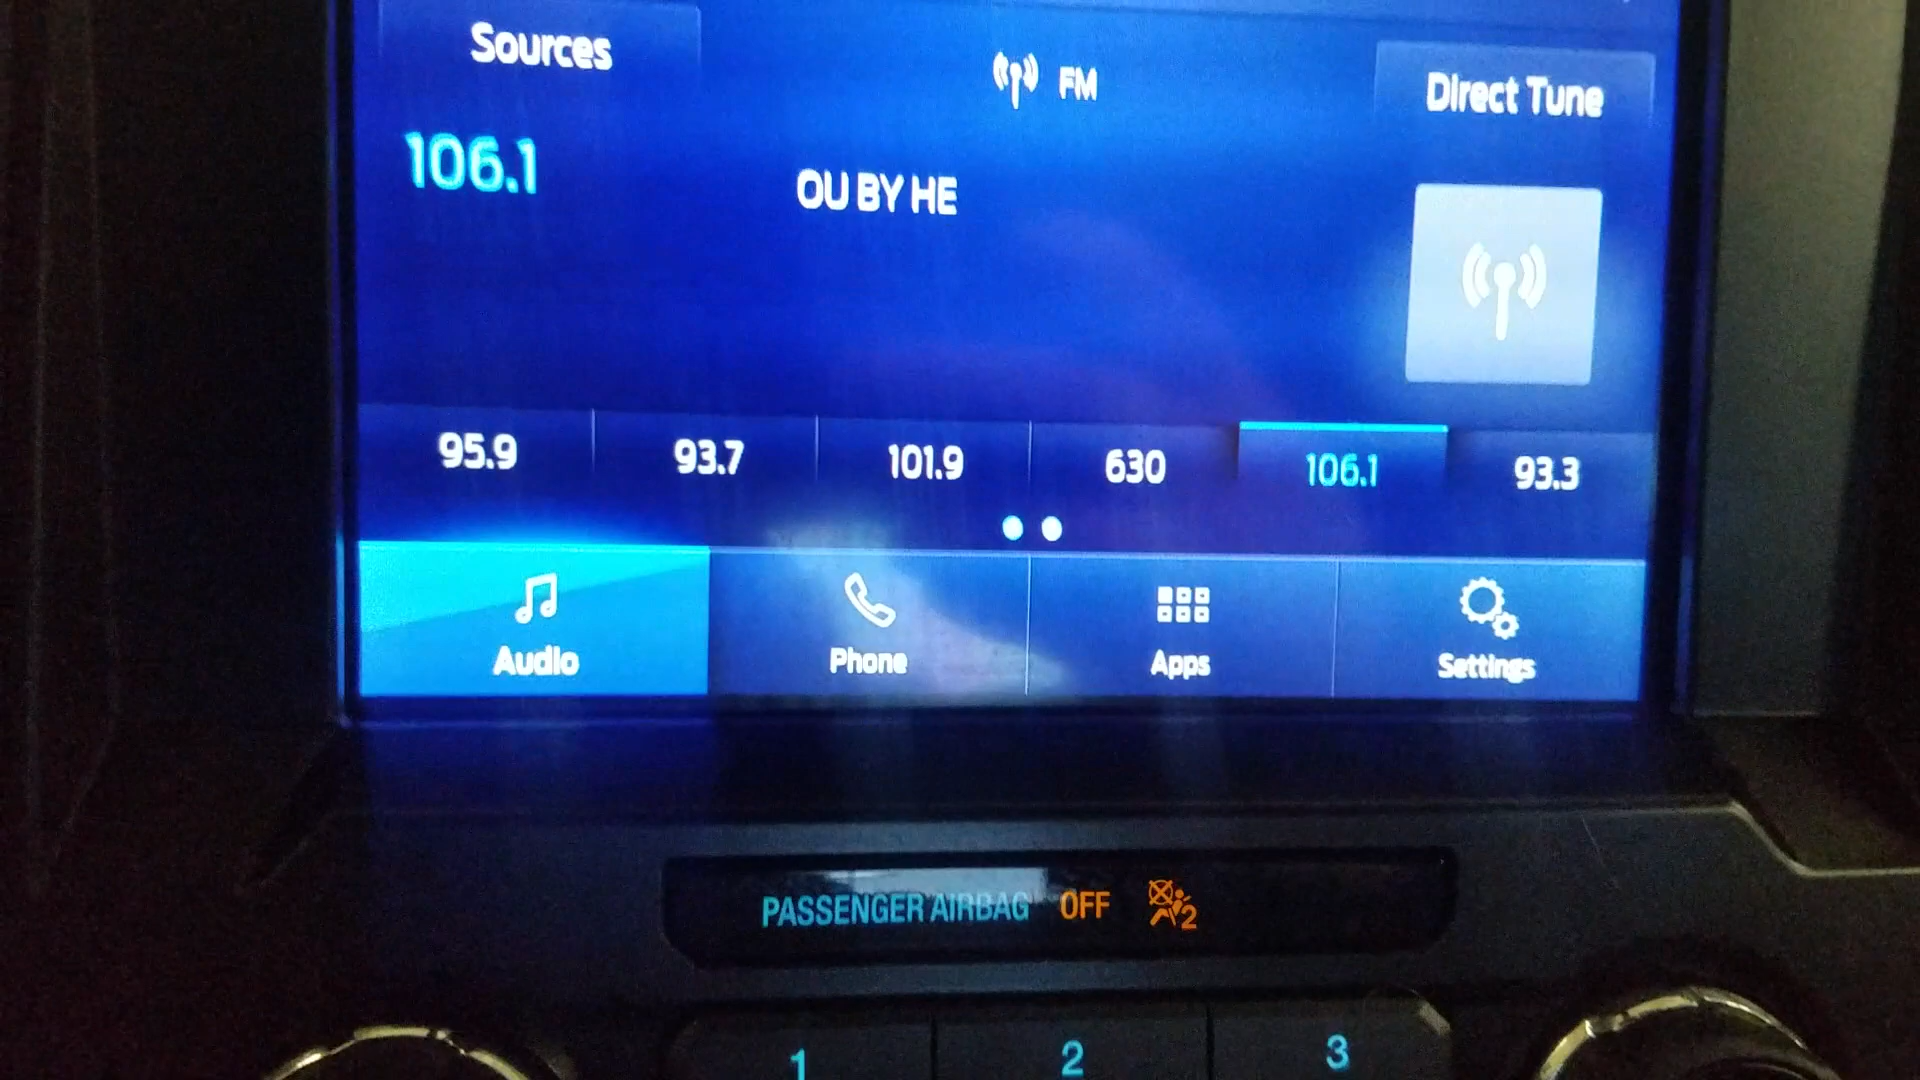 Sources
FM
Direct Tune
106.1
OU BY HE
95.9
93.7
101.9
630
106.1
93.3
Audio
Phone
Apps
Settings
PASSENGER AIRBAG OFF 2
1
2
3